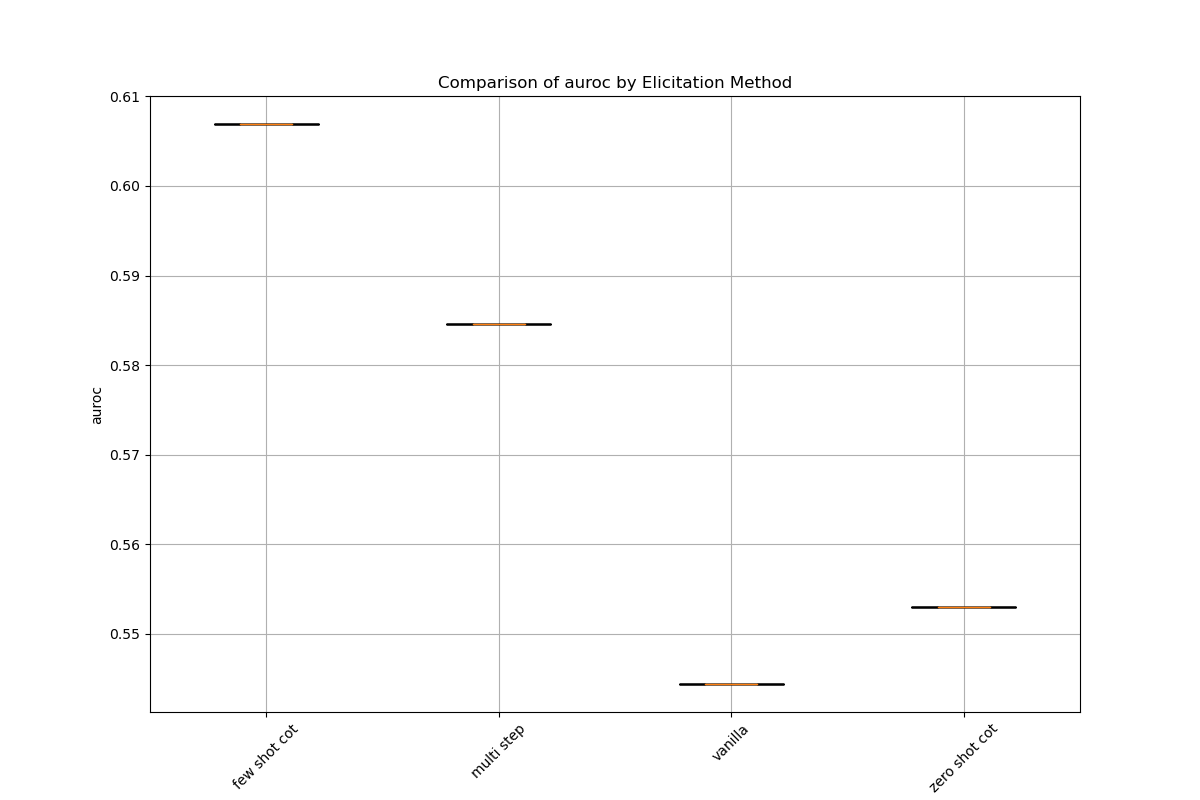 Comparison of auroc by Elicitation Method
0.61
0.60
0.59
0.58
0.57
0.56
0.55
auroc
few shot cot
multi step
vanilla
zero shot cot